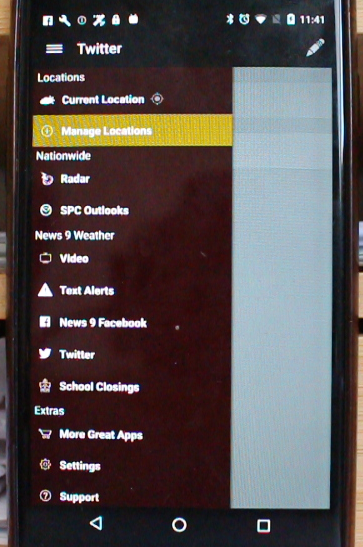 11:41
Twitter
Locations
Current Location
Manage Locations
Nationwide
Radar
SPC Outlooks
News 9 Weather
Video
Text Alerts
News 9 Facebook
Twitter
School Closings
Extras
More Great Apps
Settings
Support